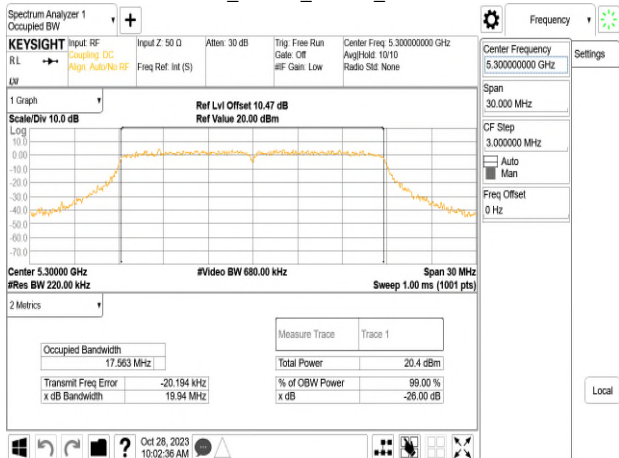 Spectrum Analyzer 1
Occupied BW
Frequency
KEYSIGHT
RL
Input: RF
Coupling: DC
Align: Auto/No RF
Input Z: 50 Ω
Freq Ref: Int (S)
Atten: 30 dB
Trig: Free Run
Gate: Off
#IF Gain: Low
Center Freq: 5.300000000 GHz
Avg|Hold: 10/10
Radio Std: None
Center Frequency
5.300000000 GHz
Settings
Span
30.000 MHz
CF Step
3.000000 MHz
Auto
Man
Freq Offset
0 Hz
Local
1 Graph
Scale/Div 10.0 dB
Ref Lvl Offset 10.47 dB
Ref Value 20.00 dBm
Log
10.0
0.00
-10.0
-20.0
-30.0
-40.0
-50.0
-60.0
-70.0
Center 5.30000 GHz
#Res BW 220.00 kHz
#Video BW 680.00 kHz
Span 30 MHz
Sweep 1.00 ms (1001 pts)
2 Metrics
Measure Trace
Trace 1
Occupied Bandwidth
17.563 MHz
Total Power
20.4 dBm
Transmit Freq Error
-20.194 kHz
% of OBW Power
99.00 %
x dB Bandwidth
19.94 MHz
x dB
-26.00 dB
Oct 28, 2023
10:02:36 AM